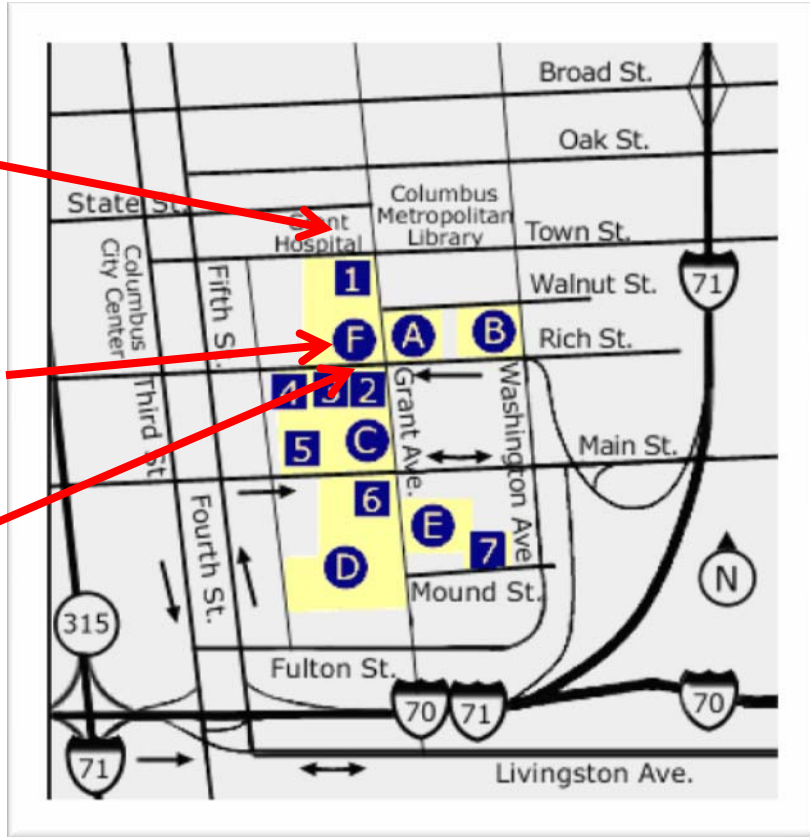 Broad St.
Oak St.
State St.
Columbus
Metropolitan
Library
Hospital
Town St.
Columbus
City Center
Fifth St.
1
Walnut St.
71
F
A
B
Rich St.
4
3
2
Third St
Grant Ave.
Washington Ave
5
C
Main St.
6
E
7
Fourth St.
D
Mound St.
N
315
Fulton St.
70
71
70
71
Livingston Ave.